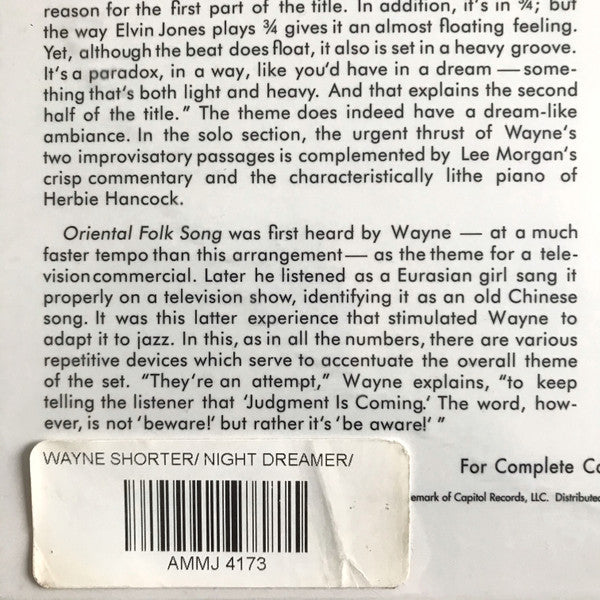 reason for the first part of the title. In addition, it's in ¾; but
the way Elvin Jones plays ¾ gives it an almost floating feeling.
Yet, although the beat does float, it also is set in a heavy groove.
It's a paradox, in a way, like you'd have in a dream — some-
thing that's both light and heavy. And that explains the second
half of the title." The theme does indeed have a dream-like
ambiance. In the solo section, the urgent thrust of Wayne's
two improvisatory passages is complemented by Lee Morgan's
crisp commentary and the characteristically lithe piano of
Herbie Hancock.
Oriental Folk Song was first heard by Wayne — at a much
faster tempo than this arrangement — as the theme for a tele-
visioncommercial. Later he listened as a Eurasian girl sang it
properly on a television show, identifying it as an old Chinese
song. It was this latter experience that stimulated Wayne to
adapt it to jazz. In this, as in all the numbers, there are various
repetitive devices which serve to accentuate the overall theme
of the set. "They're an attempt," Wayne explains, "to keep
telling the listener that 'Judgment Is Coming.' The word, how-
ever, is not 'beware!' but rather it's 'be aware!' "
WAYNE SHORTER/ NIGHT DREAMER/
AMMJ 4173
For Complete
emark of Capitol Records, LLC. Distributed